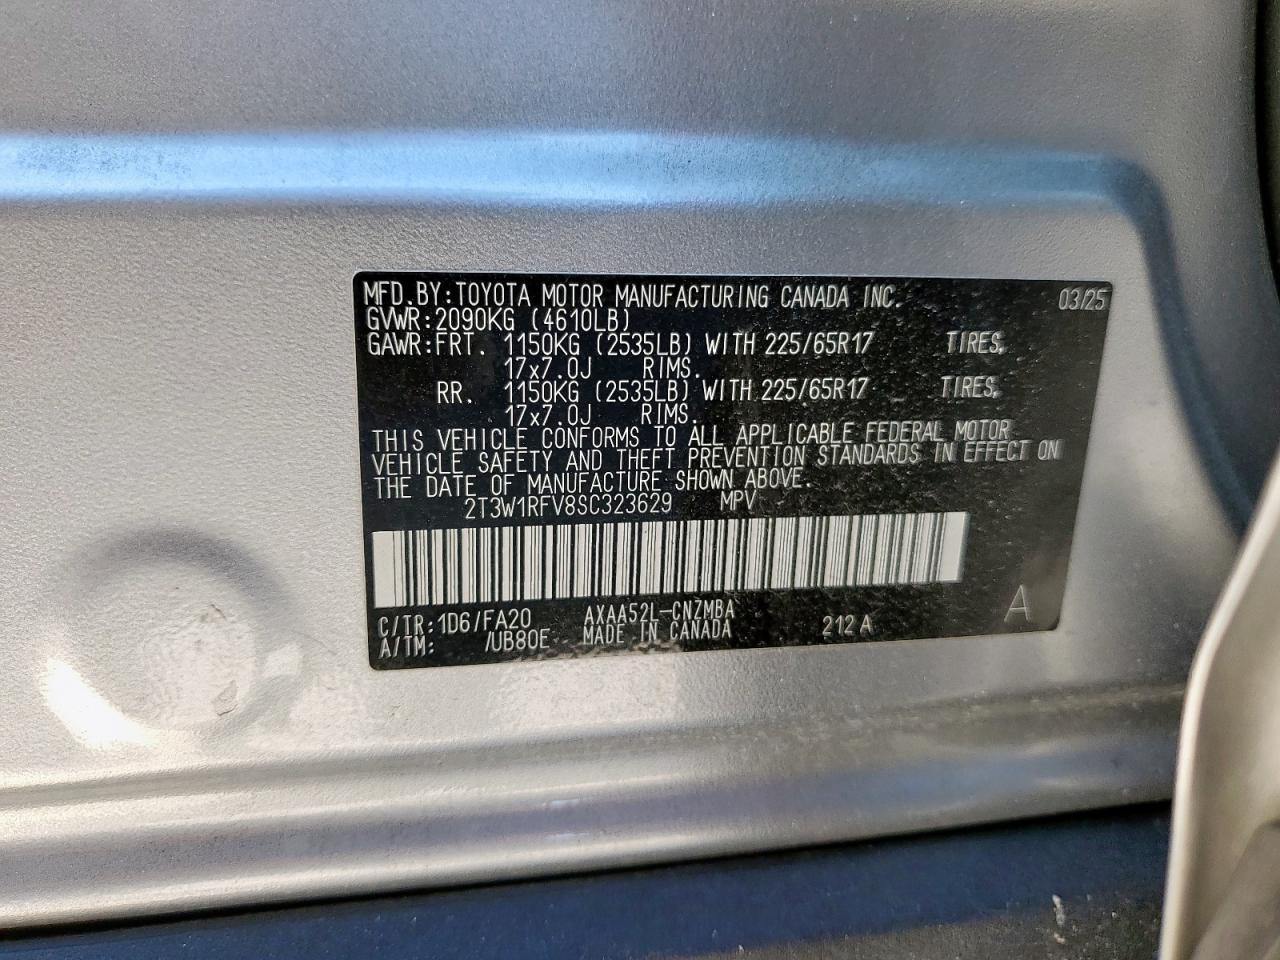 MFD.BY:TOYOTA MOTOR MANUFACTURING CANADA INC. 03/25
GVWR:2090KG (4610LB)
GAWR:FRT. 1150KG (2535LB) WITH 225/65R17 TIRES,
17x7.0J RIMS.
RR. 1150KG (2535LB) WITH 225/65R17 TIRES,
17x7.0J RIMS.
THIS VEHICLE CONFORMS TO ALL APPLICABLE FEDERAL MOTOR
VEHICLE SAFETY AND THEFT PREVENTION STANDARDS IN EFFECT ON
THE DATE OF MANUFACTURE SHOWN ABOVE.
2T3W1RFV8SC323629 MPV
C/TR:1D6/FA20 AXAA52L-CNZMBA 212A A
A/TM: /UB80E MADE IN CANADA